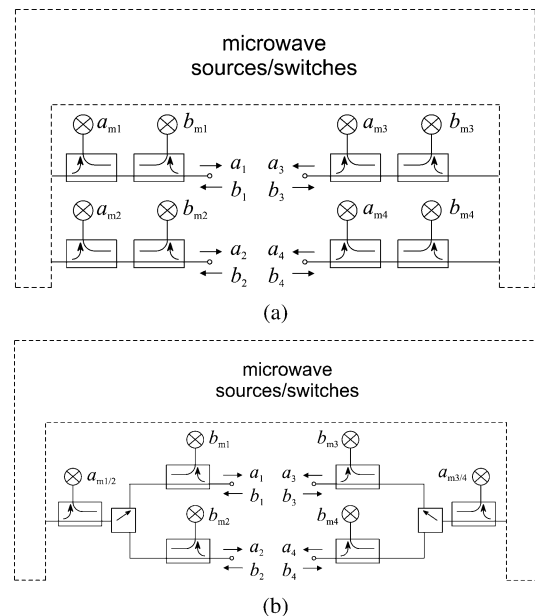 microwave
sources/switches
a_m1 b_m1 a_m3 b_m3
a_1 a_3
b_1 b_3
a_m2 b_m2 a_m4 b_m4
a_2 a_4
b_2 b_4
(a)
microwave
sources/switches
b_m1 b_m3
a_m1/2 a_1 a_3 a_m3/4
b_1 b_3
b_m2 b_m4
a_2 a_4
b_2 b_4
(b)